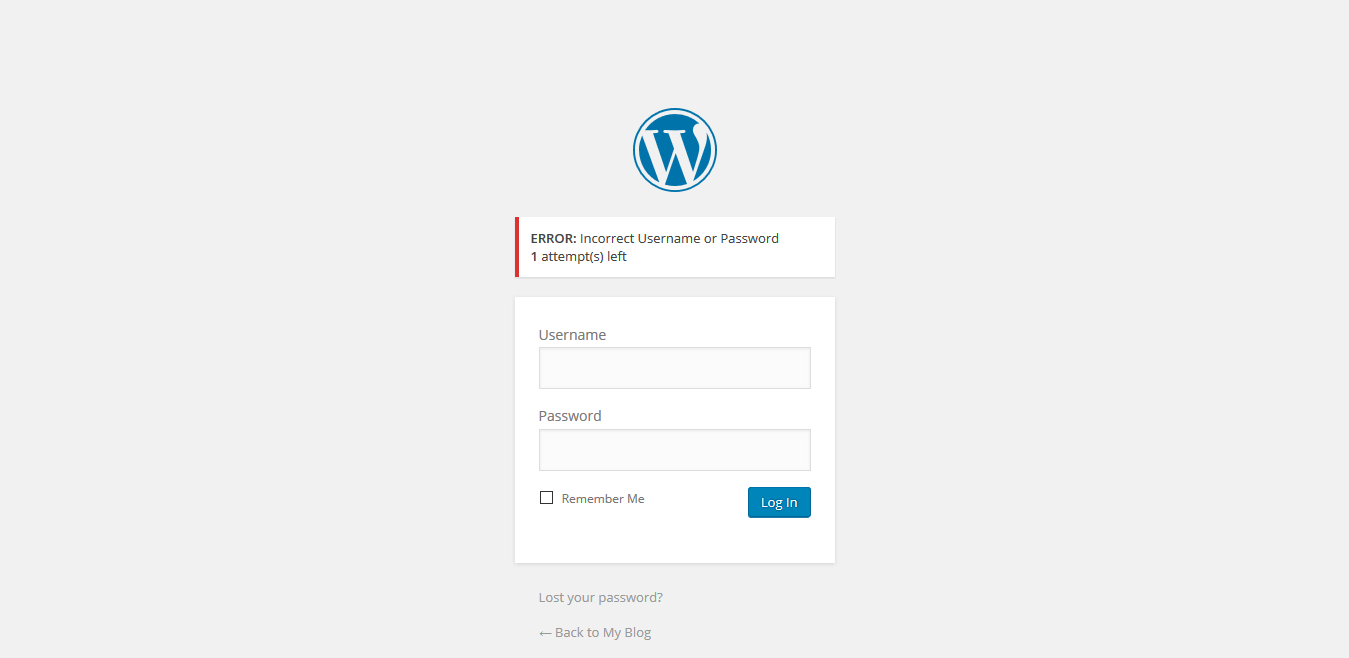 ERROR: Incorrect Username or Password
1 attempt(s) left
Username
Password
Remember Me
Log In
Lost your password?
← Back to My Blog